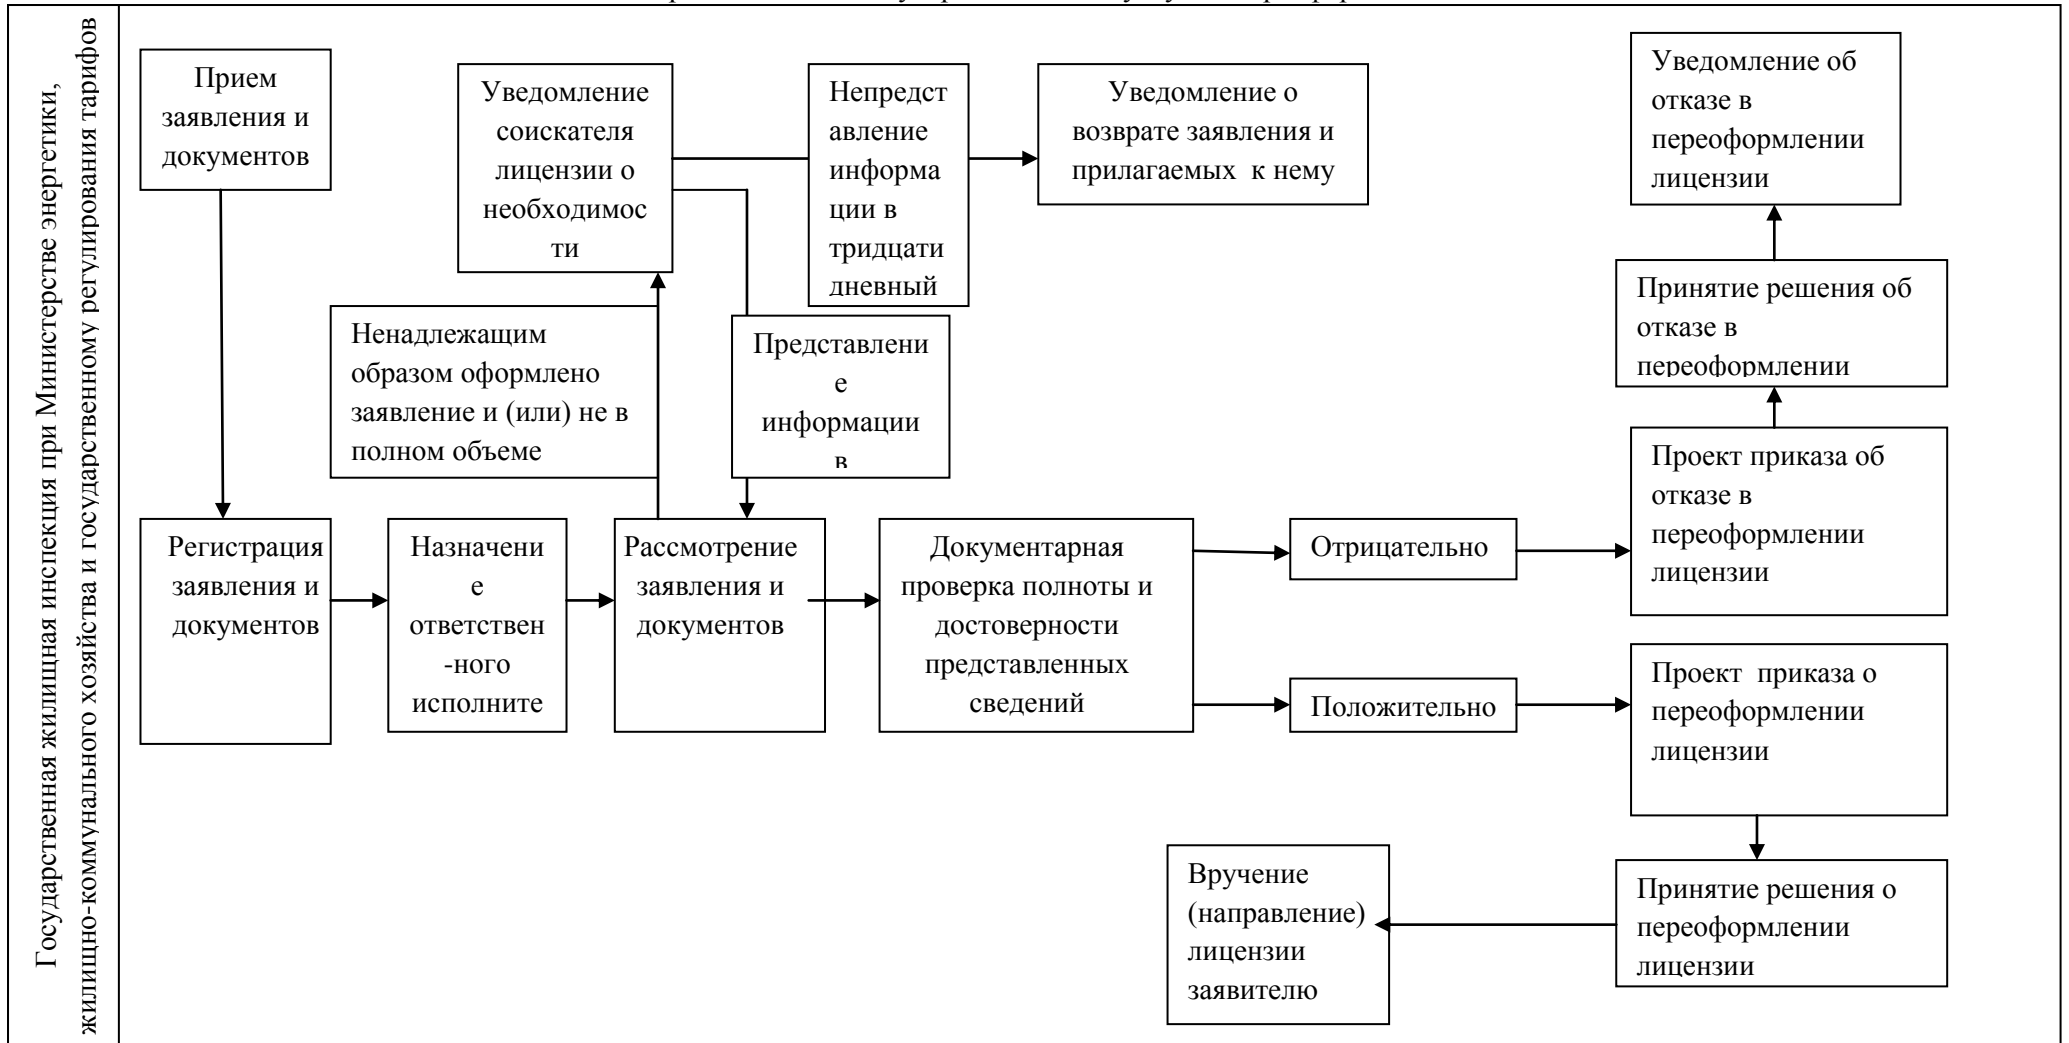 Государственная жилищная инспекция при Министерстве энергетики,
жилищно-коммунального хозяйства и государственному регулирования тарифов
Прием
заявления и
документов
Уведомление
соискателя
лицензии о
необходимос
ти
Непредст
авление
информа
ции в
тридцати
дневный
Уведомление о
возврате заявления и
прилагаемых к нему
Уведомление об
отказе в
переоформлении
лицензии
Принятие решения об
отказе в
переоформлении
Ненадлежащим
образом оформлено
заявление и (или) не в
полном объеме
Представлени
е
информации
в
Проект приказа об
отказе в
переоформлении
лицензии
Регистрация
заявления и
документов
Назначени
е
ответствен
-ного
исполните
Рассмотрение
заявления и
документов
Документарная
проверка полноты и
достоверности
представленных
сведений
Отрицательно
Положительно
Проект приказа о
переоформлении
лицензии
Вручение
(направление)
лицензии
заявителю
Принятие решения о
переоформлении
лицензии